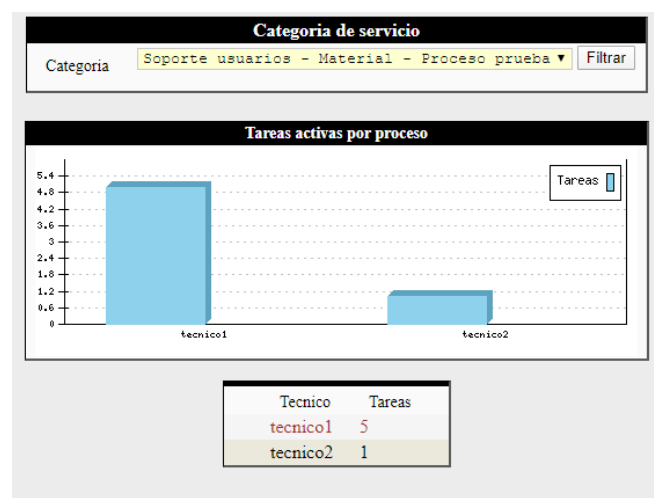 Categoria de servicio
Categoria Soporte usuarios - Material - Proceso prueba Filtrar
Tareas activas por proceso
Tareas
5.4
4.8
4.2
3.6
3
2.4
1.8
1.2
0.6
0
tecnico1 tecnico2
Tecnico Tareas
tecnico1 5
tecnico2 1